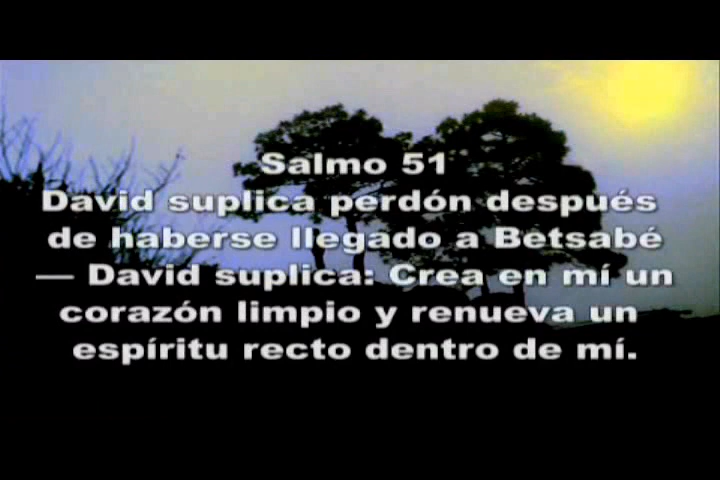 Salmo 51
David suplica perdón después
de haberse llegado a Betsabé
— David suplica: Crea en mí un
corazón limpio y renueva un
espíritu recto dentro de mí.